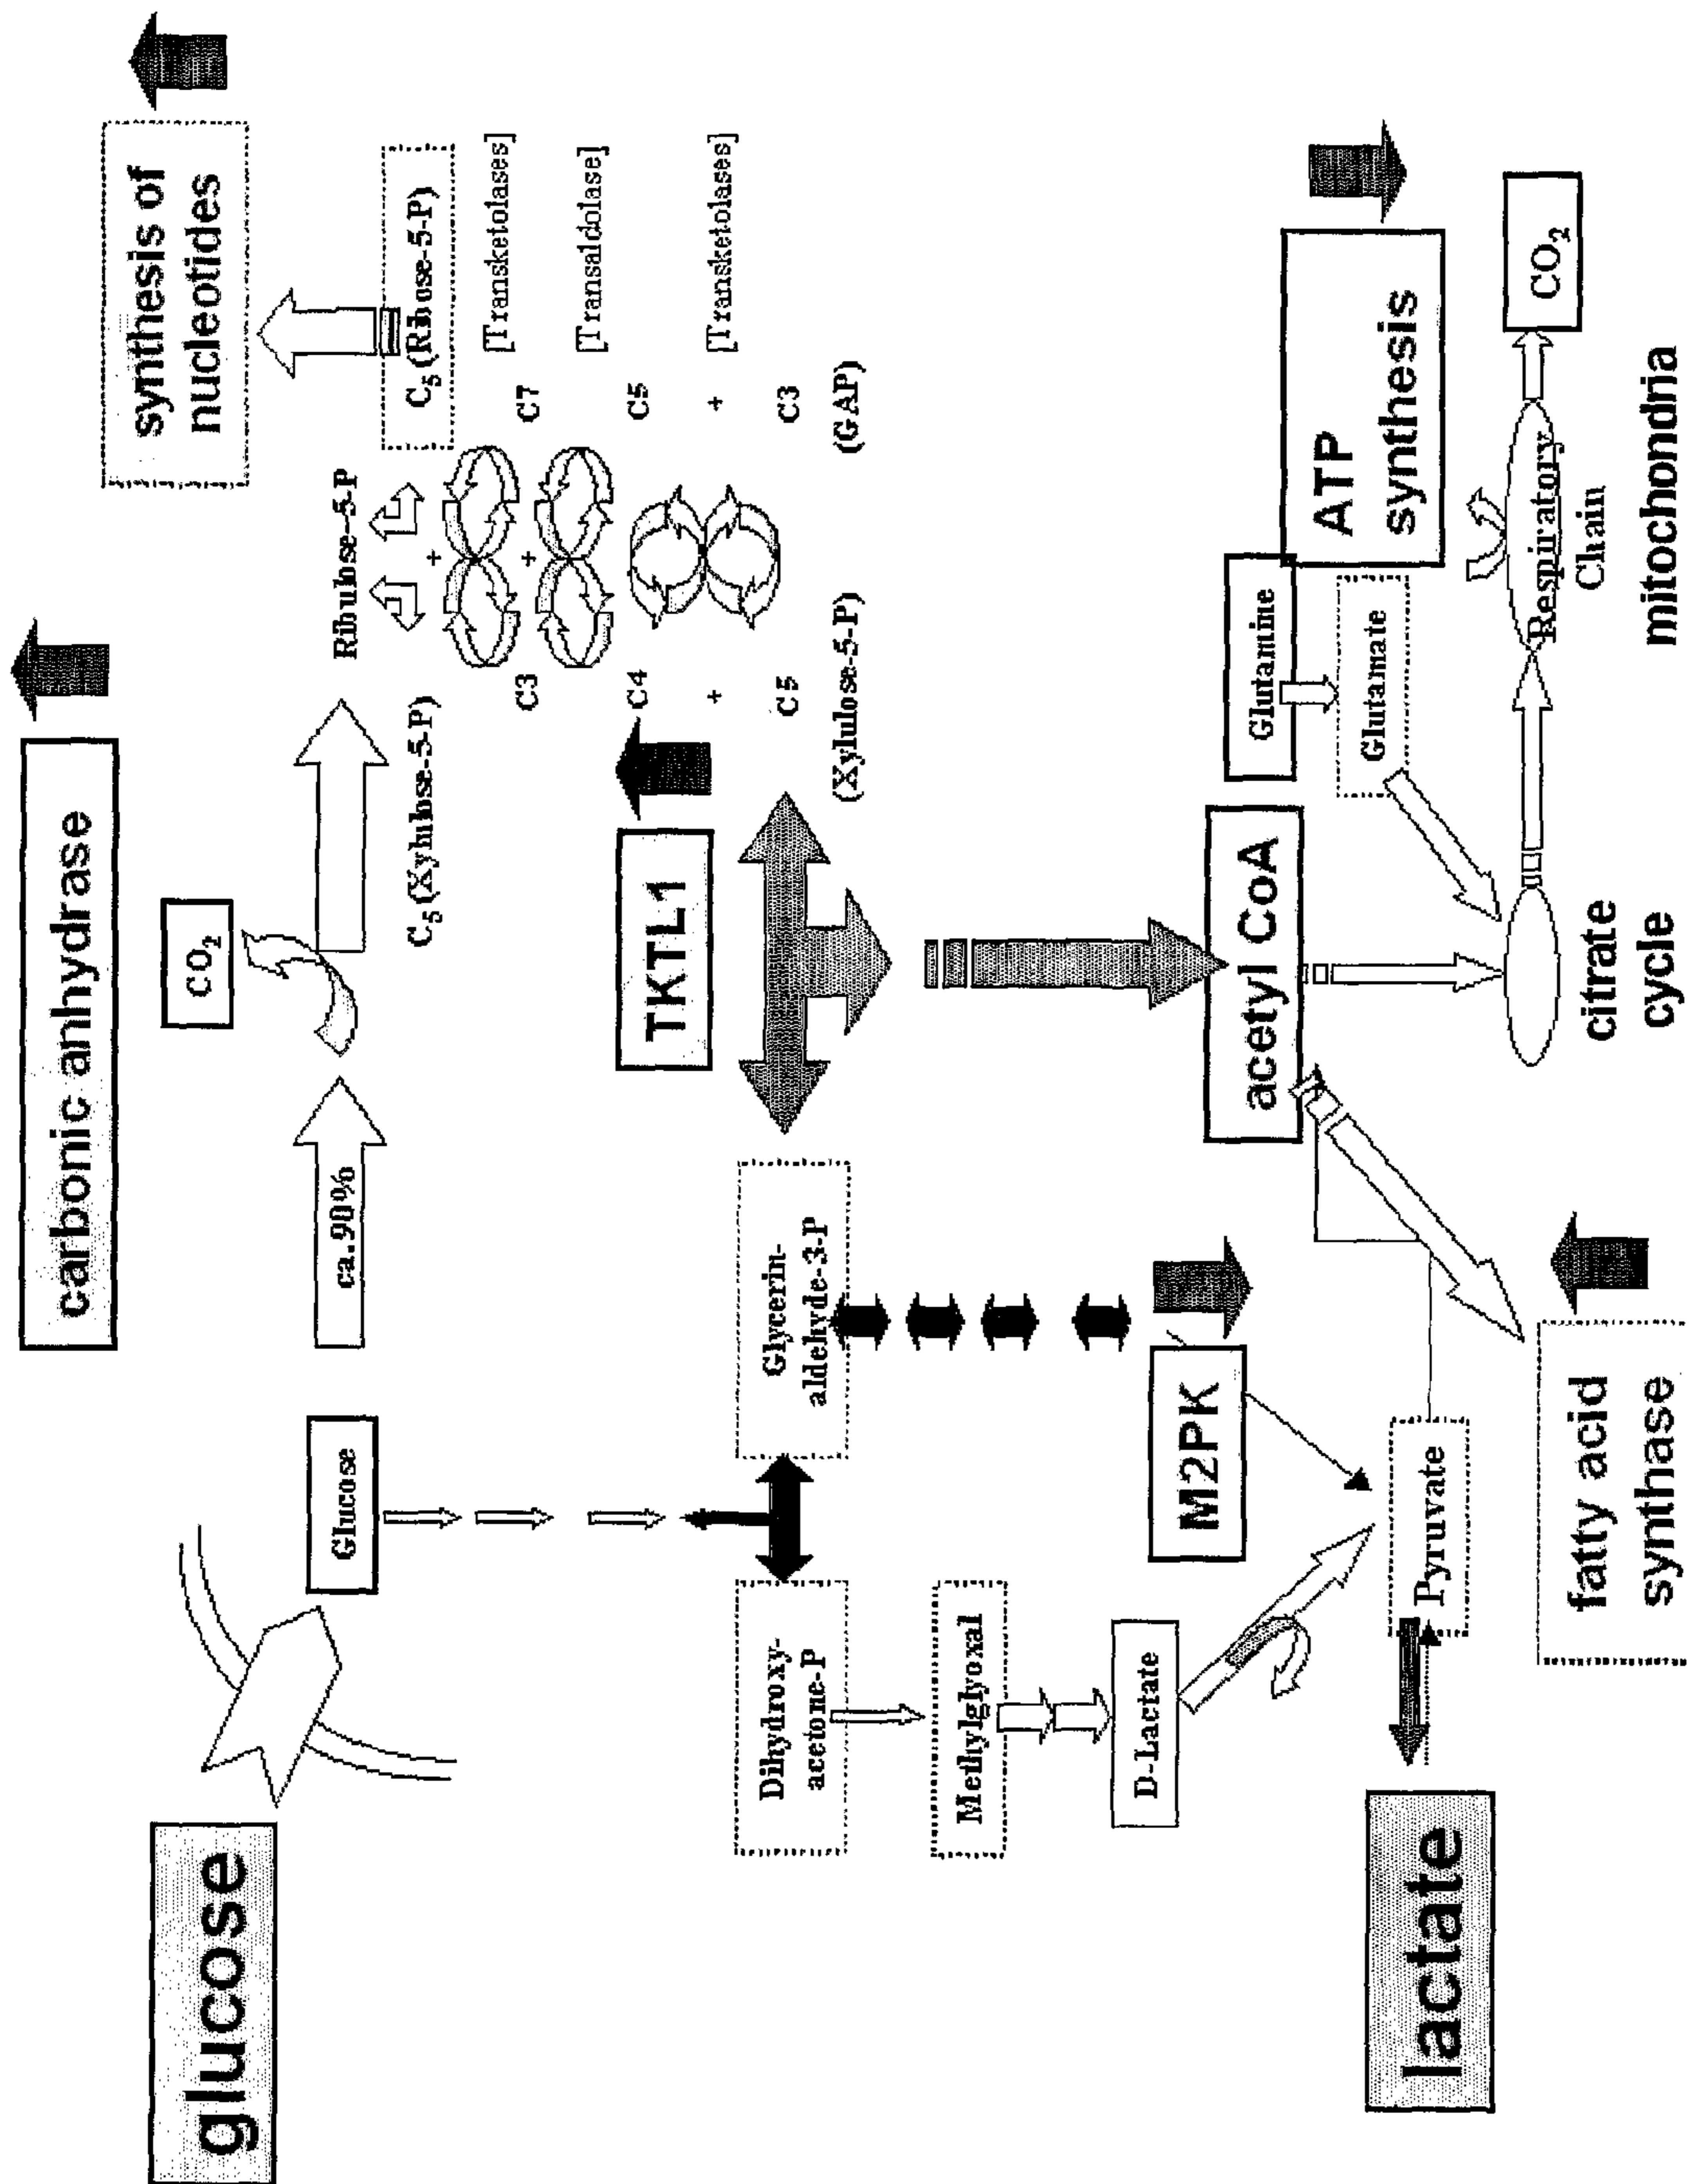 glucose
carbonic anhydrase
synthesis of
nucleotides
CO2
Glucose
ca.90%
Ribulose-5-P
C5(Xylulose-5-P)
C5(Ribose-5-P)
+
C3
C7
[Transketolases]
+
C4
C5
[Transaldolase]
+
+
[Transketolases]
C5
C3
(Xylulose-5-P)
(GAP)
TKTL1
Dihydroxy-
acetone-P
Glycerin-
aldehyde-3-P
Methylglyoxal
D-Lactate
M2PK
acetyl CoA
Glutamine
Glutamate
ATP
synthesis
lactate
Pyruvate
Respiratory
Chain
CO2
fatty acid
synthase
citrate
cycle
mitochondria